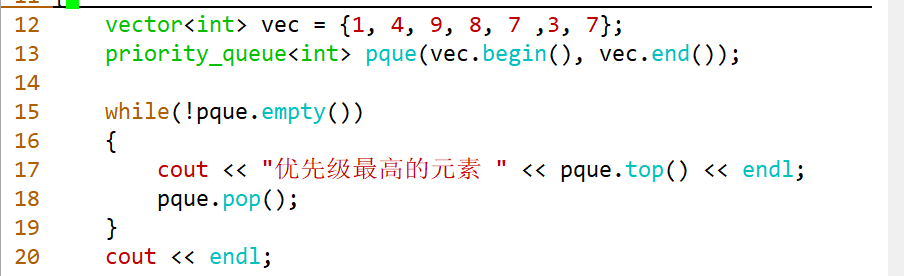 12 vector<int> vec = {1, 4, 9, 8, 7 ,3, 7};
13 priority_queue<int> pque(vec.begin(), vec.end());
14
15 while(!pque.empty())
16 {
17 cout << "优先级最高的元素 " << pque.top() << endl;
18 pque.pop();
19 }
20 cout << endl;